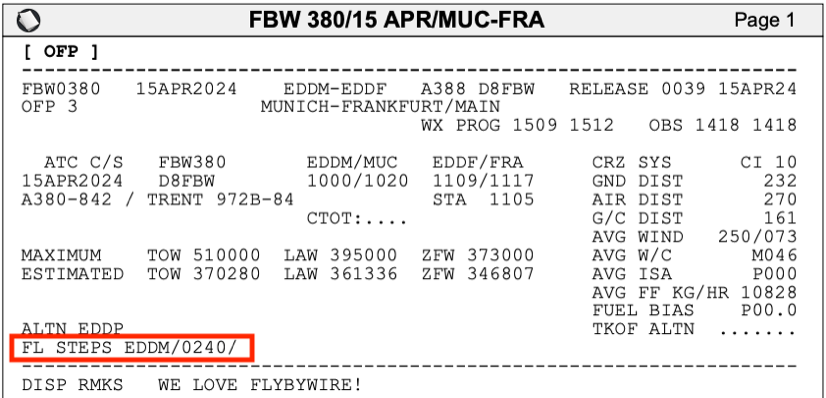 FBW 380/15 APR/MUC-FRA Page 1
[ OFP ]
--------------------------------------------------------------------
FBW0380 15APR2024 EDDM-EDDF A388 D8FBW RELEASE 0039 15APR24
OFP 3 MUNICH-FRANKFURT/MAIN
WX PROG 1509 1512 OBS 1418 1418
ATC C/S FBW380 EDDM/MUC EDDF/FRA CRZ SYS CI 10
15APR2024 D8FBW 1000/1020 1109/1117 GND DIST 232
A380-842 / TRENT 972B-84 STA 1105 AIR DIST 270
CTOT:.... G/C DIST 161
AVG WIND 250/073
MAXIMUM TOW 510000 LAW 395000 ZFW 373000 AVG W/C M046
ESTIMATED TOW 370280 LAW 361336 ZFW 346807 AVG ISA P000
AVG FF KG/HR 10828
FUEL BIAS P00.0
ALTN EDDP TKOF ALTN .......
FL STEPS EDDM/0240/
--------------------------------------------------------------------
DISP RMKS WE LOVE FLYBYWIRE!